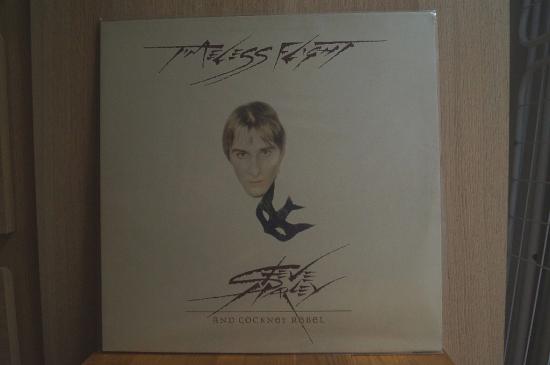 TIMELESS FLIGHT
STEVE
HARLEY
AND COCKNEY REBEL